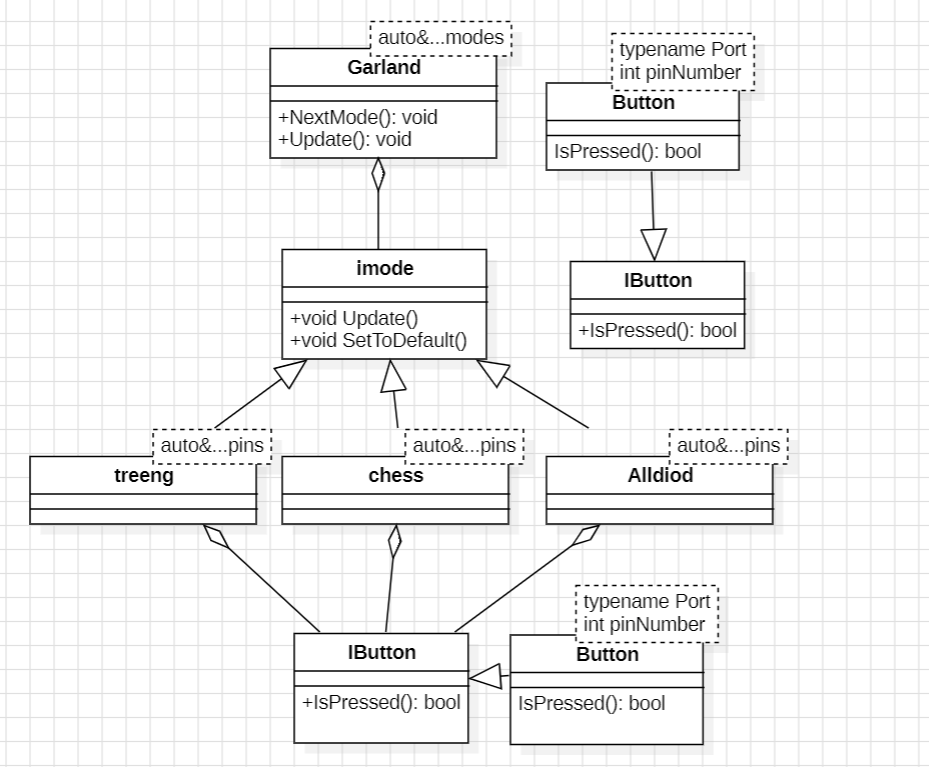 auto&...modes
Garland
+NextMode(): void
+Update(): void
typename Port
int pinNumber
Button
IsPressed(): bool
imode
+void Update()
+void SetToDefault()
IButton
+IsPressed(): bool
auto&...pins
treeng
auto&...pins
chess
auto&...pins
Alldiod
IButton
+IsPressed(): bool
typename Port
int pinNumber
Button
IsPressed(): bool